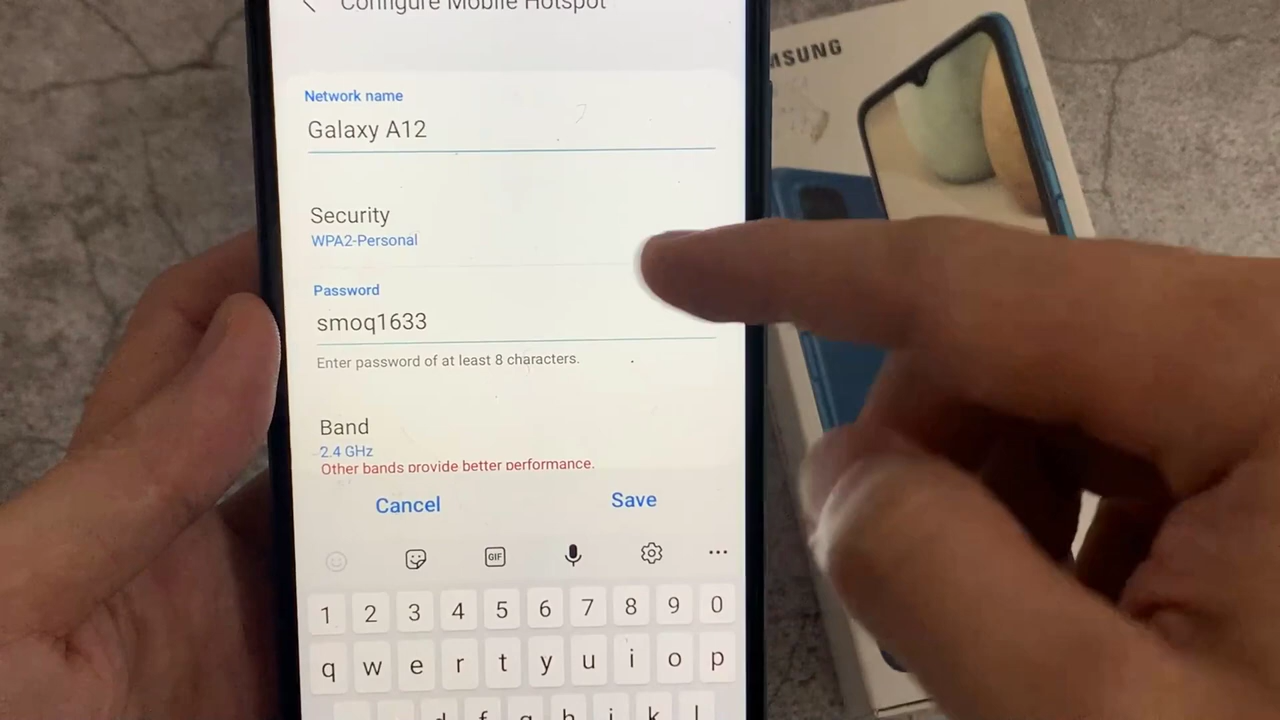 Configure Mobile Hotspot
SAMSUNG
Network name
Galaxy A12
Security
WPA2-Personal
Password
smoq1633
Enter password of at least 8 characters.
Band
2.4 GHz
Other bands provide better performance.
Cancel
Save
GIF
1 2 3 4 5 6 7 8 9 0
q w e r t y u i o p
d f g h j k l